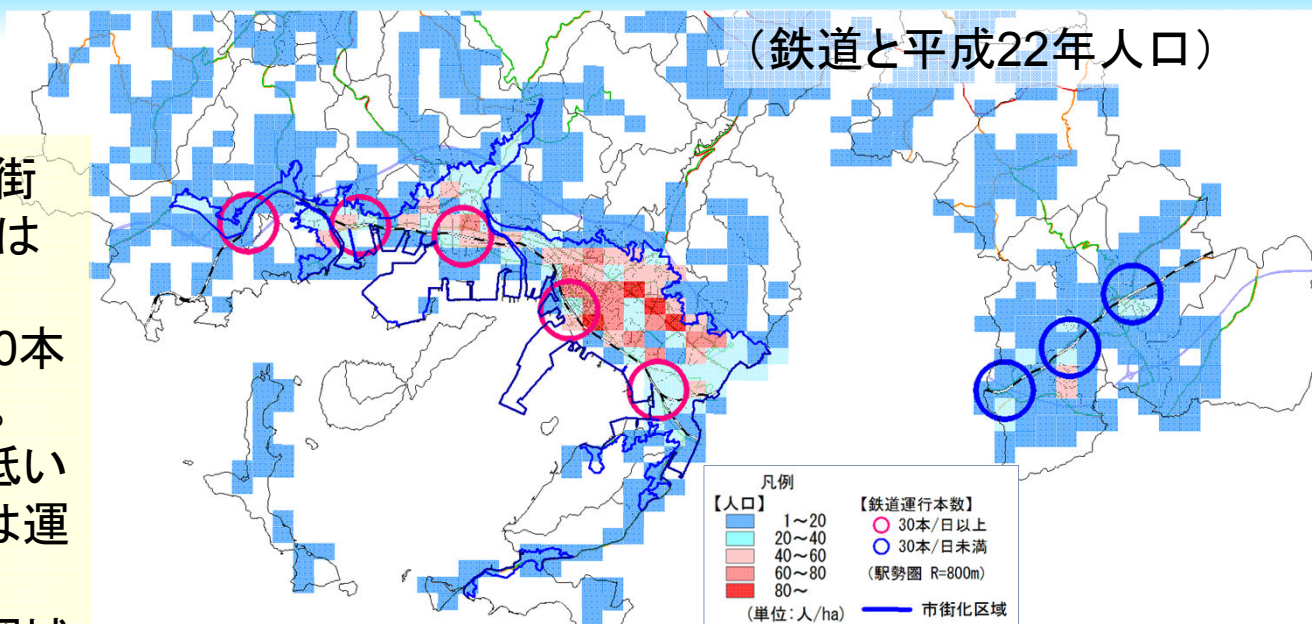 (鉄道と平成22年人口)
街
は
0本
。
低い
は運
凡例
【人口】
1~20
20~40
40~60
60~80
80~
(単位:人/ha)
【鉄道運行本数】
30本/日以上
30本/日未満
(駅勢圏 R=800m)
市街化区域